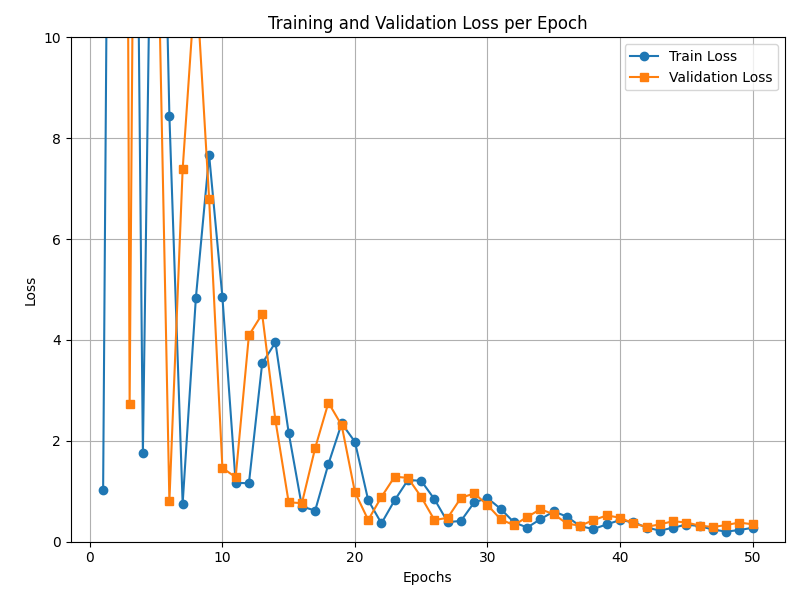 Training and Validation Loss per Epoch
Train Loss
Validation Loss
10
8
6
4
2
0
Loss
0 10 20 30 40 50
Epochs